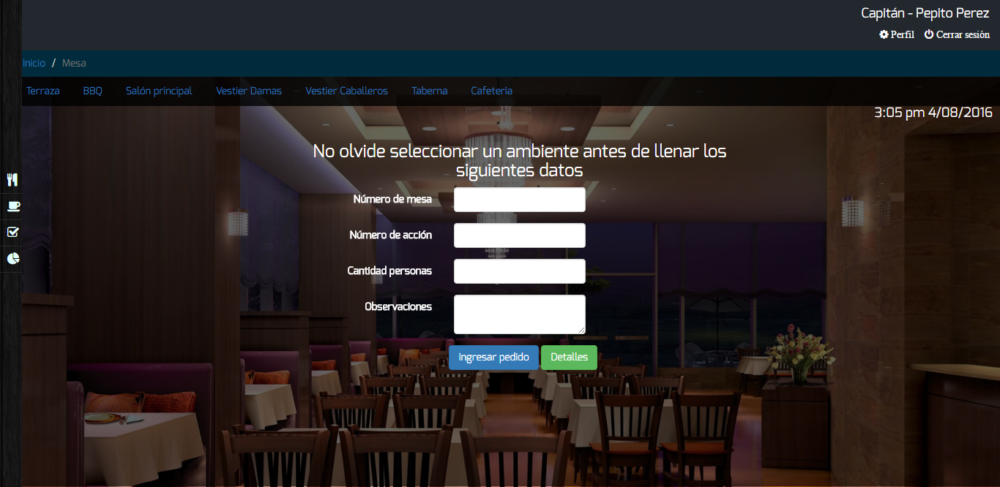 Capitán - Pepito Perez
Perfil Cerrar sesión
Inicio / Mesa
Terraza BBQ Salón principal Vestier Damas Vestier Caballeros Taberna Cafeteria
3:05 pm 4/08/2016
No olvide seleccionar un ambiente antes de llenar los
siguientes datos
Número de mesa
Número de acción
Cantidad personas
Observaciones
Ingresar pedido Detalles